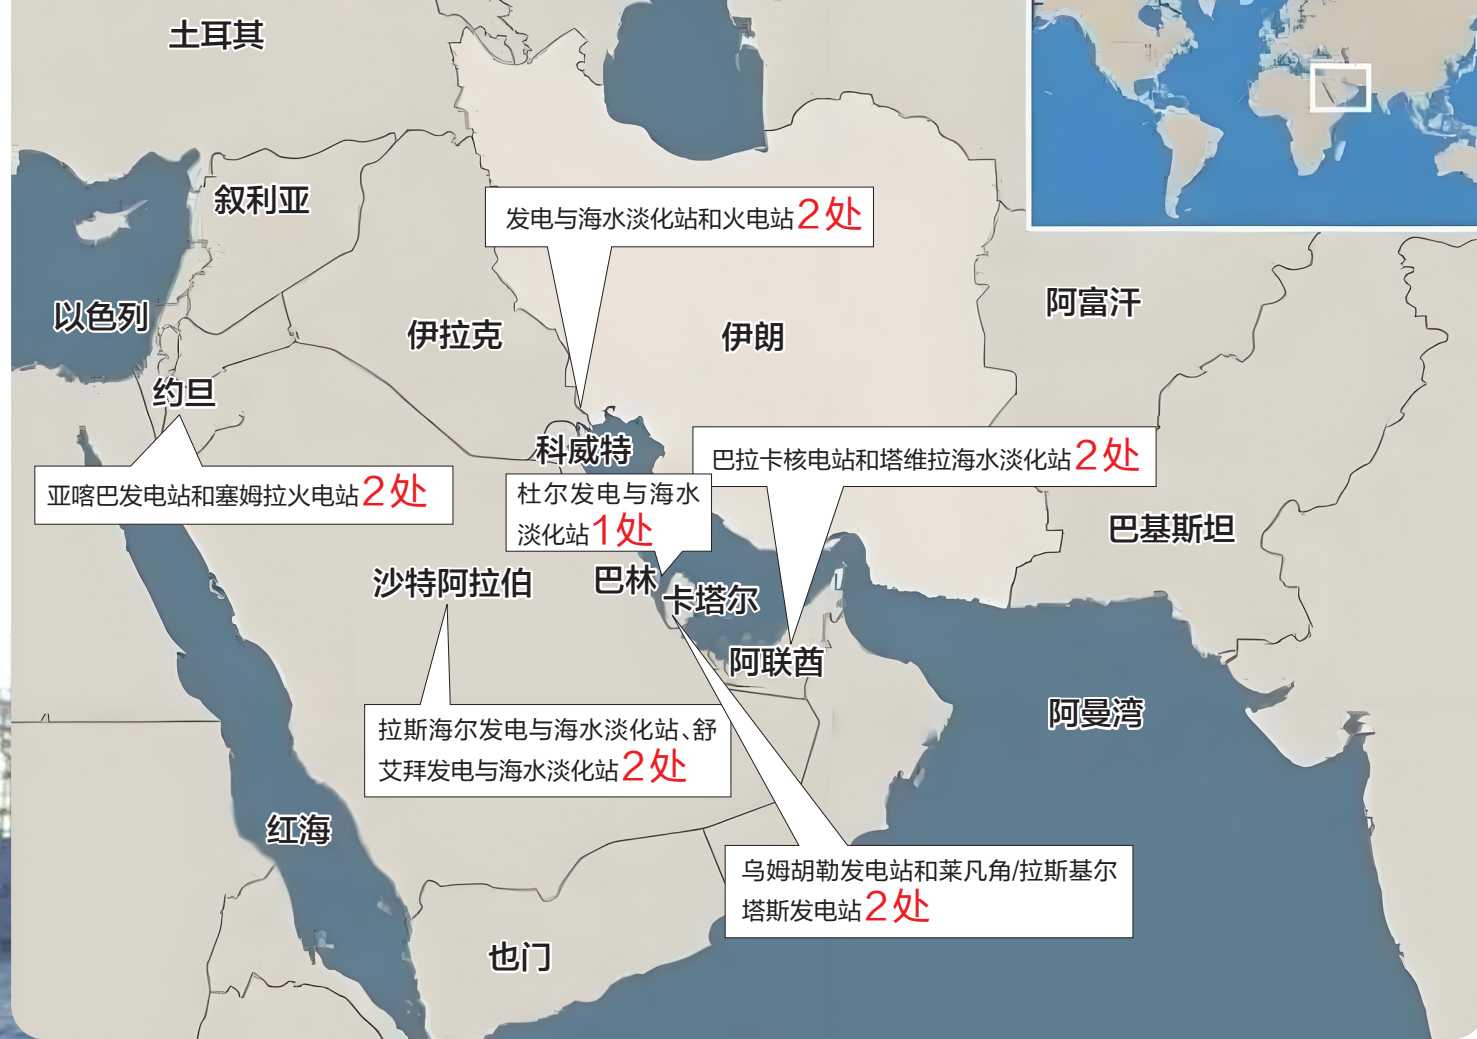 土耳其
叙利亚
发电与海水淡化站和火电站2处
以色列
伊拉克
伊朗
阿富汗
约旦
科威特
巴拉卡核电站和塔维拉海水淡化站2处
亚喀巴发电站和塞姆拉火电站2处
杜尔发电与海水
淡化站1处
巴基斯坦
沙特阿拉伯
巴林
卡塔尔
阿联酋
拉斯海尔发电与海水淡化站、舒
艾拜发电与海水淡化站2处
阿曼湾
红海
乌姆胡勒发电站和莱凡角/拉斯基尔
塔斯发电站2处
也门